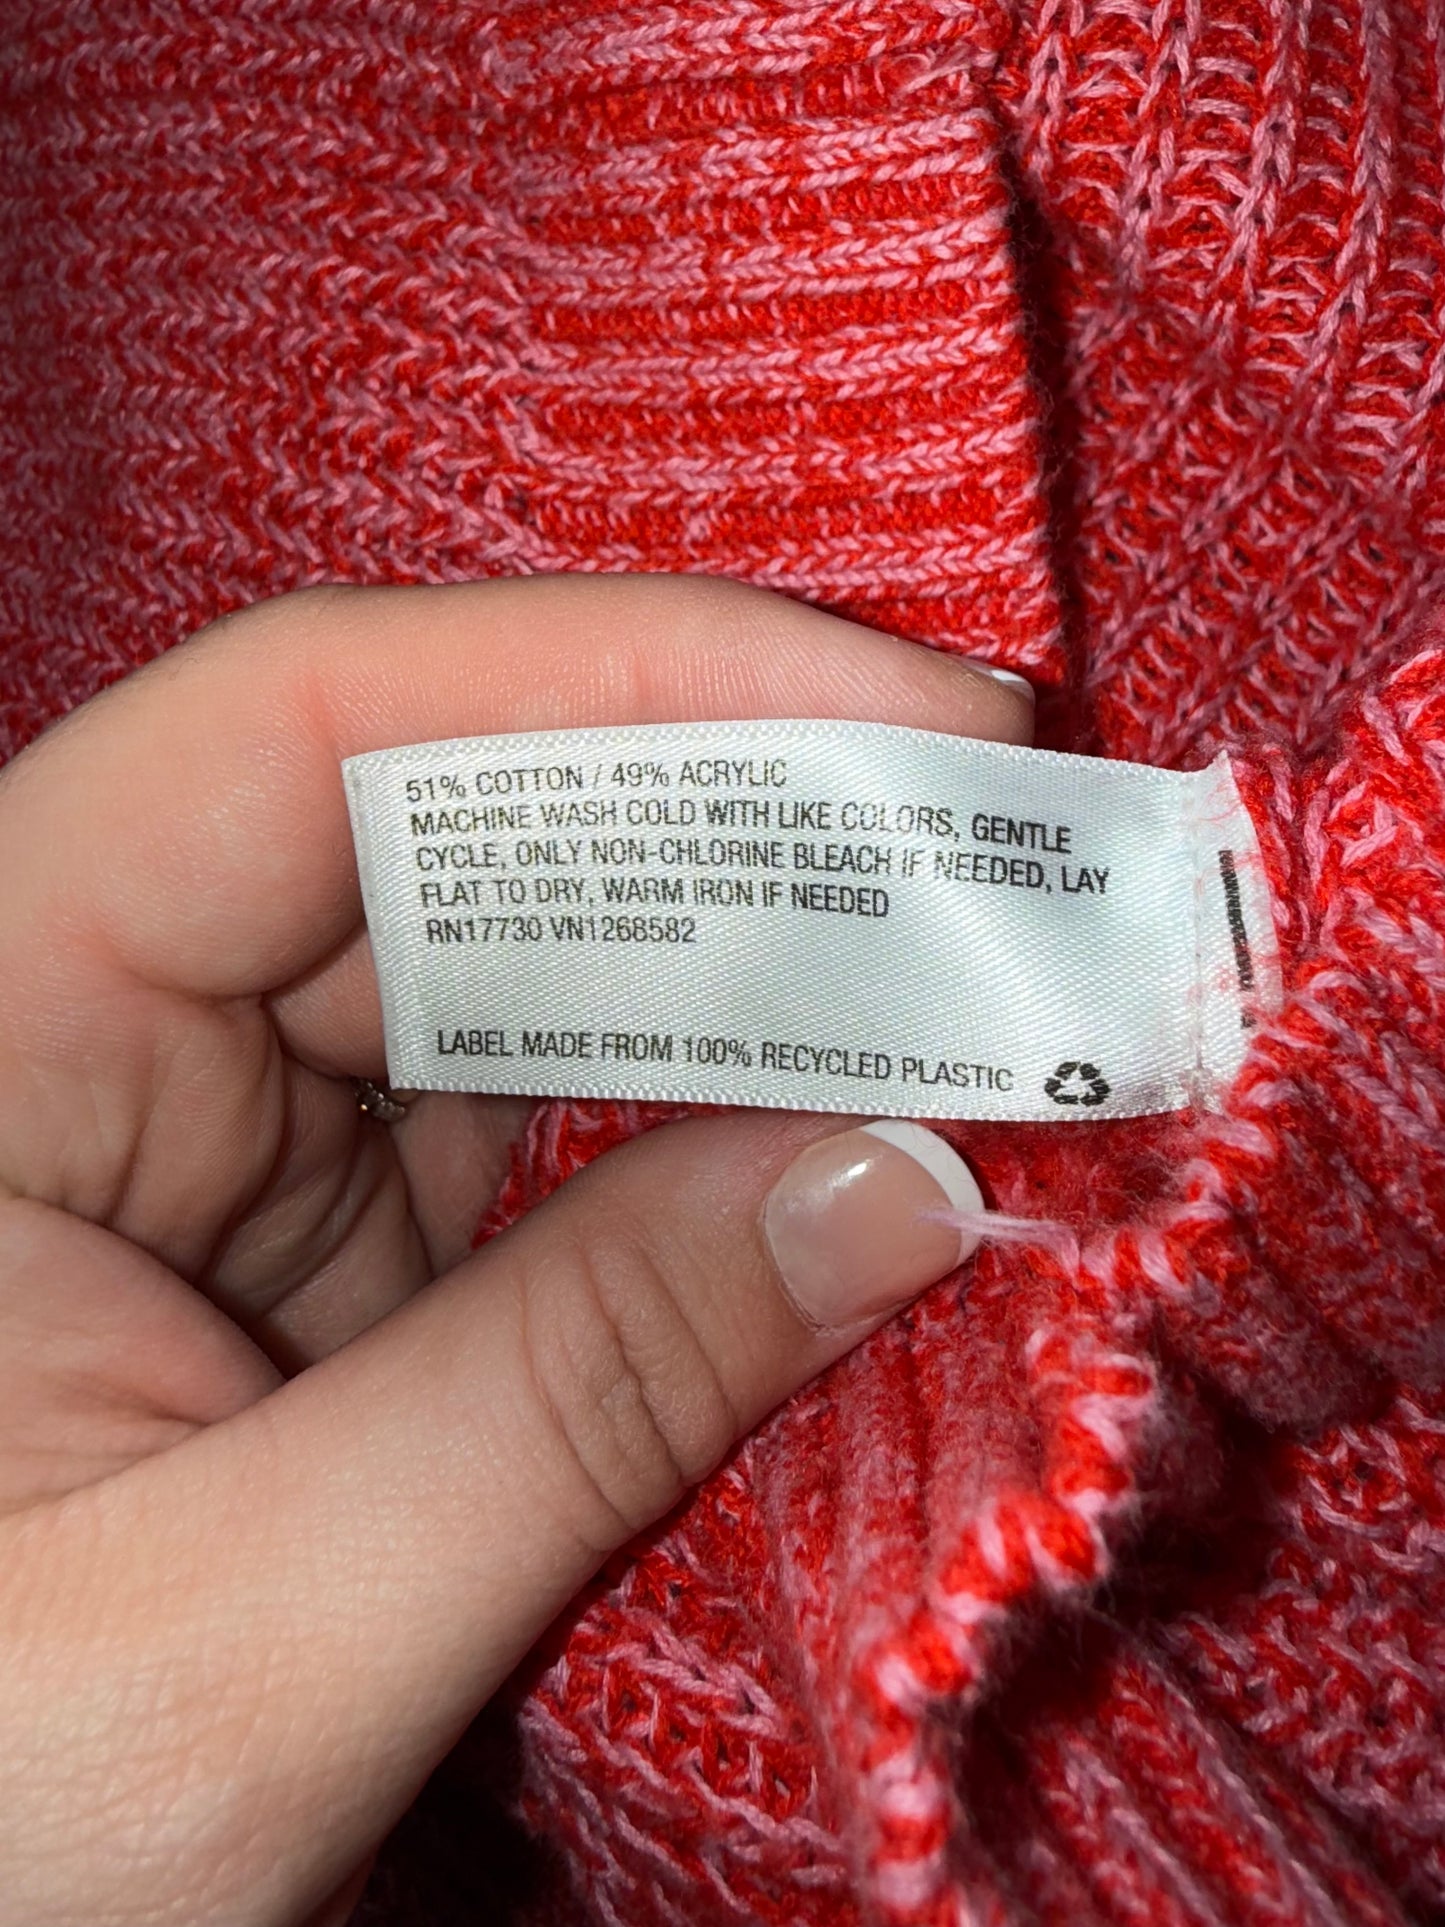 51% COTTON / 49% ACRYLIC
MACHINE WASH COLD WITH LIKE COLORS, GENTLE
CYCLE, ONLY NON-CHLORINE BLEACH IF NEEDED, LAY
FLAT TO DRY, WARM IRON IF NEEDED
RN17730 VN1268582
LABEL MADE FROM 100% RECYCLED PLASTIC